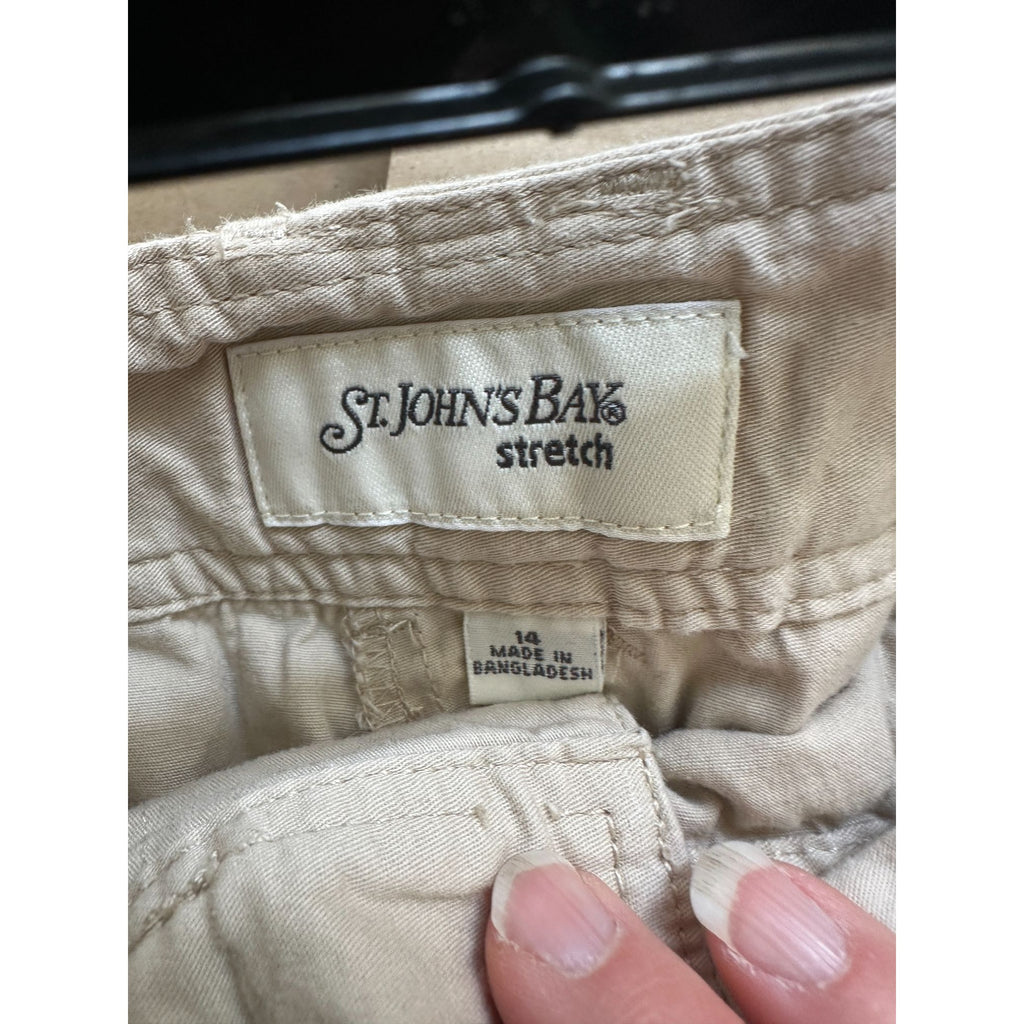 ST. JOHN'S BAY®
stretch
14
MADE IN
BANGLADESH